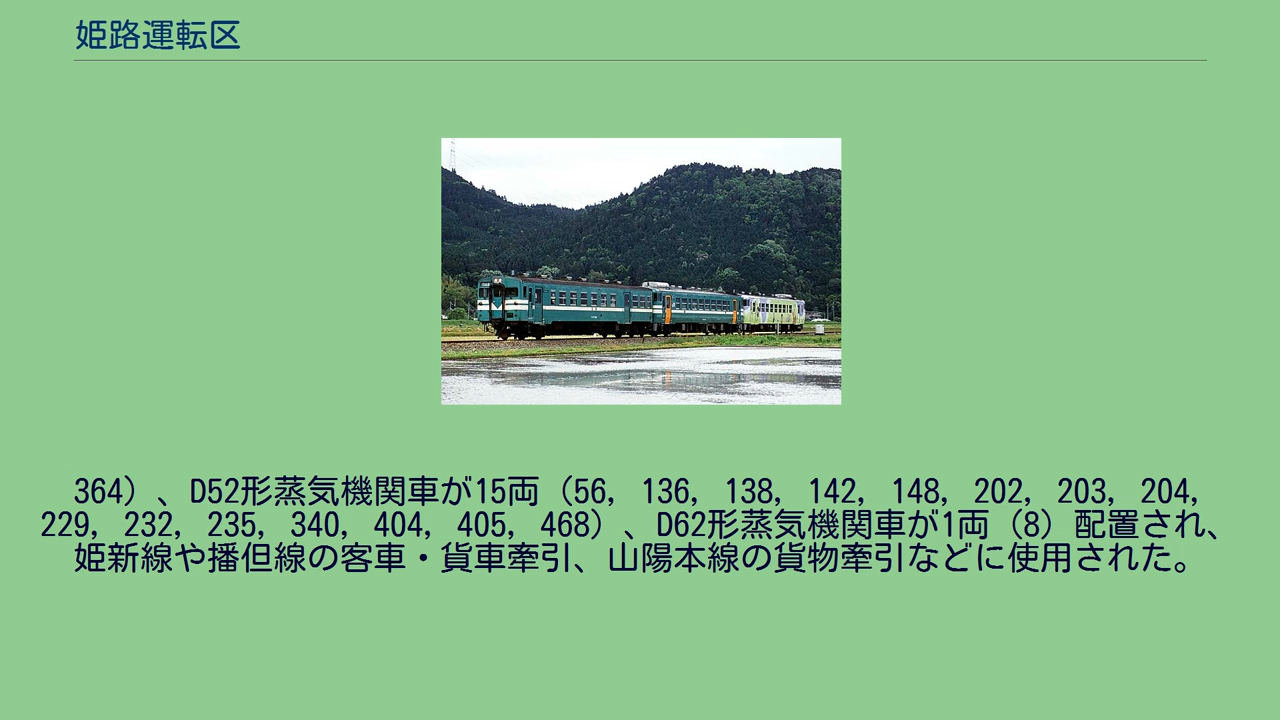 姫路運転区
364）、D52形蒸気機関車が15両（56, 136, 138, 142, 148, 202, 203, 204,
229, 232, 235, 340, 404, 405, 468）、D62形蒸気機関車が1両（8）配置され、
姫新線や播但線の客車・貨車牽引、山陽本線の貨物牽引などに使用された。